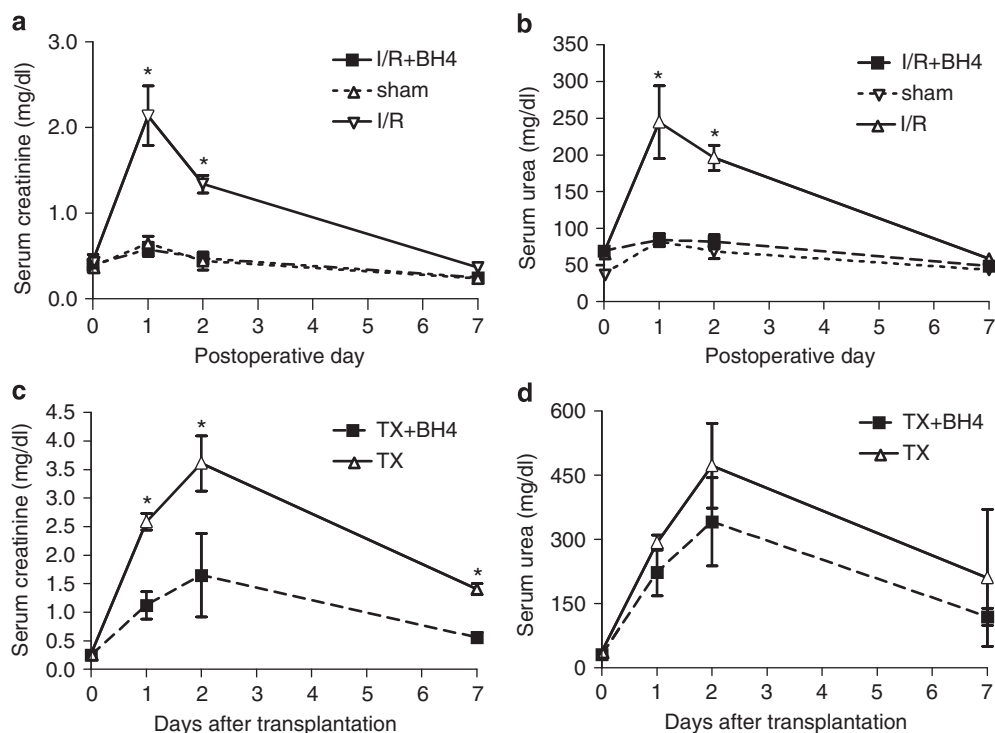 a
3.0
2.0
1.0
0.0
Serum creatinine (mg/dl)
*
*
I/R+BH4
sham
I/R
0 1 2 3 4 5 6 7
Postoperative day
b
350
300
250
200
150
100
50
0
Serum urea (mg/dl)
*
*
I/R+BH4
sham
I/R
0 1 2 3 4 5 6 7
Postoperative day
c
4.5
4.0
3.5
3.0
2.5
2.0
1.5
1.0
0.5
0.0
Serum creatinine (mg/dl)
*
*
*
TX+BH4
TX
0 1 2 3 4 5 6 7
Days after transplantation
d
600
450
300
150
0
Serum urea (mg/dl)
TX+BH4
TX
0 1 2 3 4 5 6 7
Days after transplantation